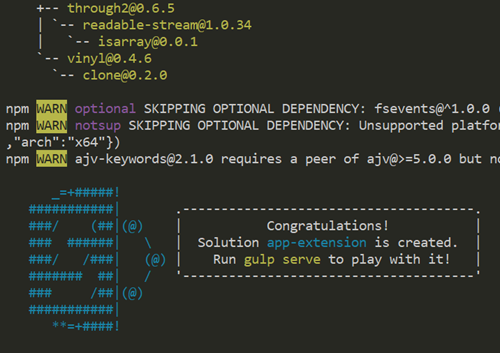 +-- through2@0.6.5
| `-- readable-stream@1.0.34
|   `-- isarray@0.0.1
`-- vinyl@0.4.6
  `-- clone@0.2.0
npm WARN optional SKIPPING OPTIONAL DEPENDENCY: fsevents@^1.0.0 (
npm WARN notsup SKIPPING OPTIONAL DEPENDENCY: Unsupported platfor
,"arch":"x64"})
npm WARN ajv-keywords@2.1.0 requires a peer of ajv@>=5.0.0 but no
      _=+#####!
   ###########|      .--------------------------------------.
   ###/    (##|(@)   |          Congratulations!            |
   ###  ######|   \  |  Solution app-extension is created.  |
   ###/   /###|  (@) |    Run gulp serve to play with it!   |
   #######  ##|   /  '--------------------------------------'
   ###     /##|(@)
   ###########|
      **=+####!